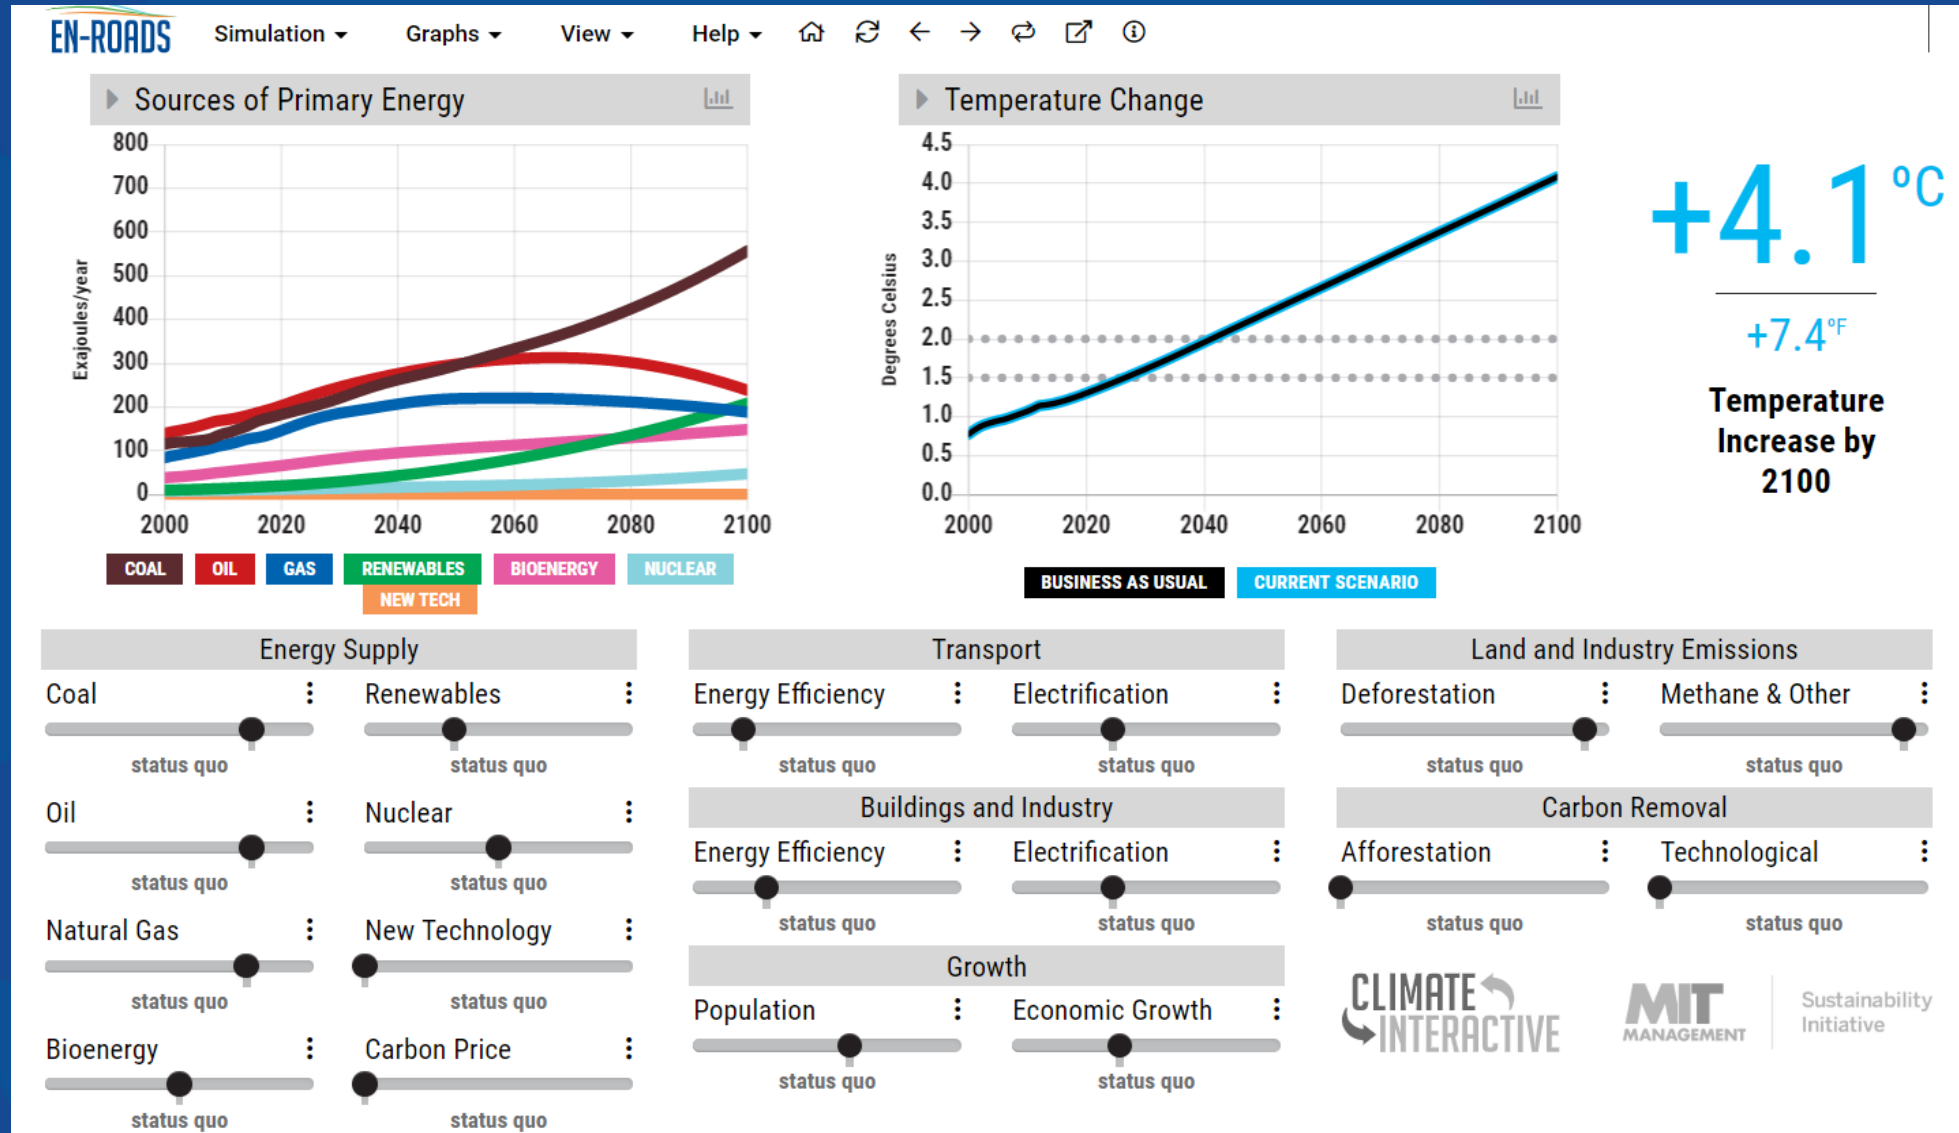 EN-ROADS
Simulation Graphs View Help
Sources of Primary Energy
800
700
600
500
400
300
200
100
0
Exajoules/year
2000 2020 2040 2060 2080 2100
COAL OIL GAS RENEWABLES BIOENERGY NUCLEAR
NEW TECH
Temperature Change
4.5
4.0
3.5
3.0
2.5
2.0
1.5
1.0
0.5
0.0
Degrees Celsius
2000 2020 2040 2060 2080 2100
BUSINESS AS USUAL CURRENT SCENARIO
+4.1 ºC
+7.4 ºF
Temperature
Increase by
2100
Energy Supply
Coal Renewables
status quo status quo
Oil Nuclear
status quo status quo
Natural Gas New Technology
status quo status quo
Bioenergy Carbon Price
status quo status quo
Transport
Energy Efficiency Electrification
status quo status quo
Buildings and Industry
Energy Efficiency Electrification
status quo status quo
Growth
Population Economic Growth
status quo status quo
Land and Industry Emissions
Deforestation Methane & Other
status quo status quo
Carbon Removal
Afforestation Technological
status quo status quo
CLIMATE
INTERACTIVE
MIT
MANAGEMENT
Sustainability
Initiative